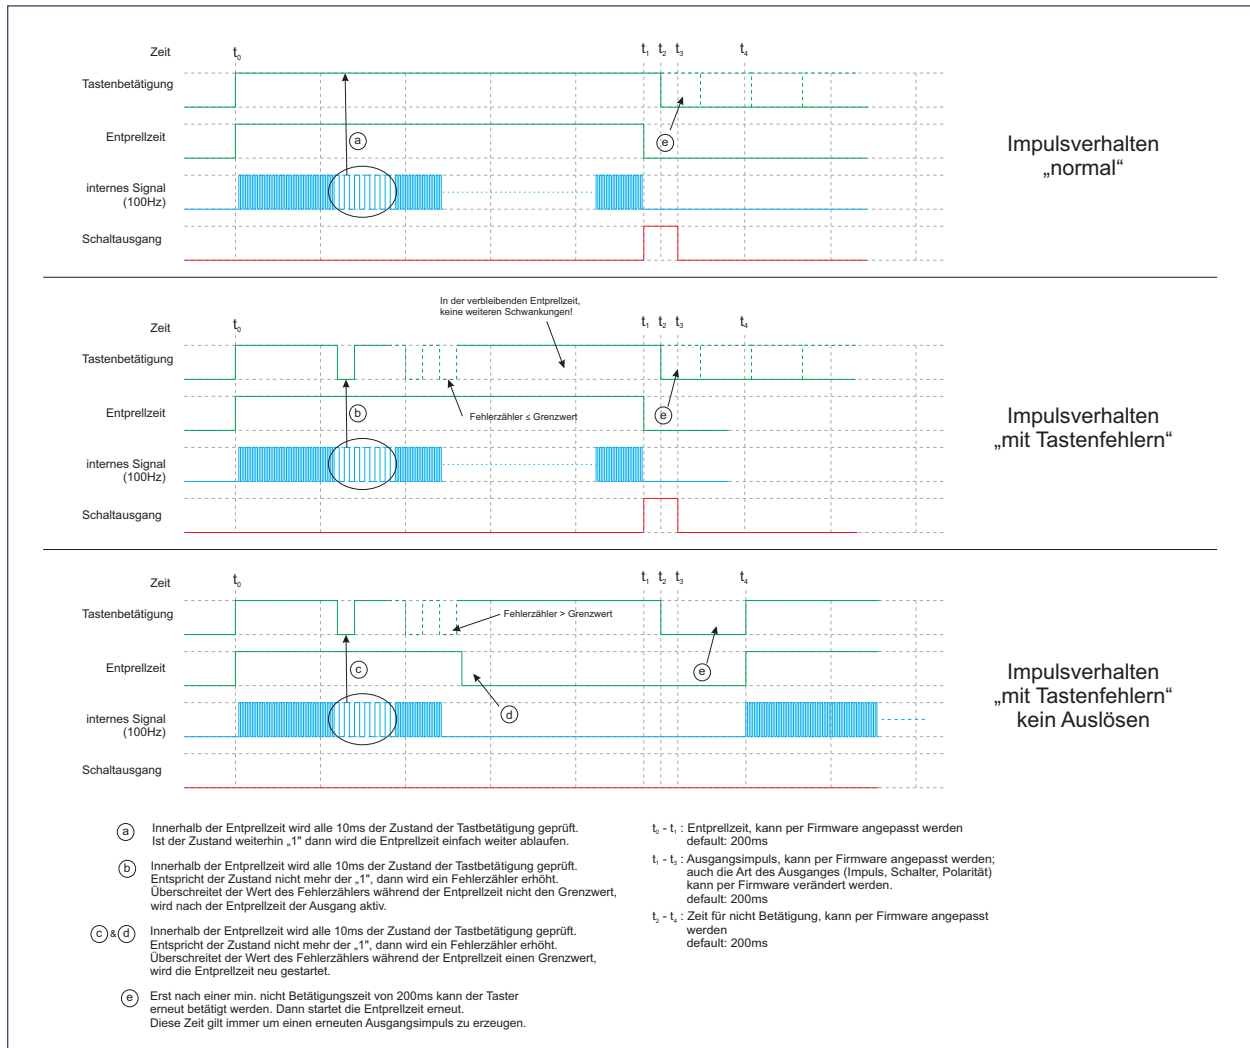 Zeit t₀ t₁ t₂ t₃ t₄
Tastenbetätigung
Entprellzeit
a
e
internes Signal
(100Hz)
Schaltausgang
Impulsverhalten
„normal“
In der verbleibenden Entprellzeit,
keine weiteren Schwankungen!
Zeit t₀ t₁ t₂ t₃ t₄
Tastenbetätigung
Entprellzeit
b
Fehlerzähler ≤ Grenzwert
e
internes Signal
(100Hz)
Schaltausgang
Impulsverhalten
„mit Tastenfehlern“
Zeit t₀ t₁ t₂ t₃ t₄
Tastenbetätigung
Fehlerzähler > Grenzwert
Entprellzeit
c
e
d
internes Signal
(100Hz)
Schaltausgang
Impulsverhalten
„mit Tastenfehlern“
kein Auslösen
a Innerhalb der Entprellzeit wird alle 10ms der Zustand der Tastbetätigung geprüft.
Ist der Zustand weiterhin „1" dann wird die Entprellzeit einfach weiter ablaufen.
b Innerhalb der Entprellzeit wird alle 10ms der Zustand der Tastbetätigung geprüft.
Entspricht der Zustand nicht mehr der „1", dann wird ein Fehlerzähler erhöht.
Überschreitet der Wert des Fehlerzählers während der Entprellzeit nicht den Grenzwert,
wird nach der Entprellzeit der Ausgang aktiv.
c & d Innerhalb der Entprellzeit wird alle 10ms der Zustand der Tastbetätigung geprüft.
Entspricht der Zustand nicht mehr der „1", dann wird ein Fehlerzähler erhöht.
Überschreitet der Wert des Fehlerzählers während der Entprellzeit einen Grenzwert,
wird die Entprellzeit neu gestartet.
e Erst nach einer min. nicht Betätigungszeit von 200ms kann der Taster
erneut betätigt werden. Dann startet die Entprellzeit erneut.
Diese Zeit gilt immer um einen erneuten Ausgangsimpuls zu erzeugen.
t₀ - t₁ : Entprellzeit, kann per Firmware angepasst werden
default: 200ms
t₁ - t₃ : Ausgangsimpuls, kann per Firmware angepasst werden;
auch die Art des Ausganges (Impuls, Schalter, Polarität)
kann per Firmware verändert werden.
default: 200ms
t₂ - t₄ : Zeit für nicht Betätigung, kann per Firmware angepasst
werden
default: 200ms